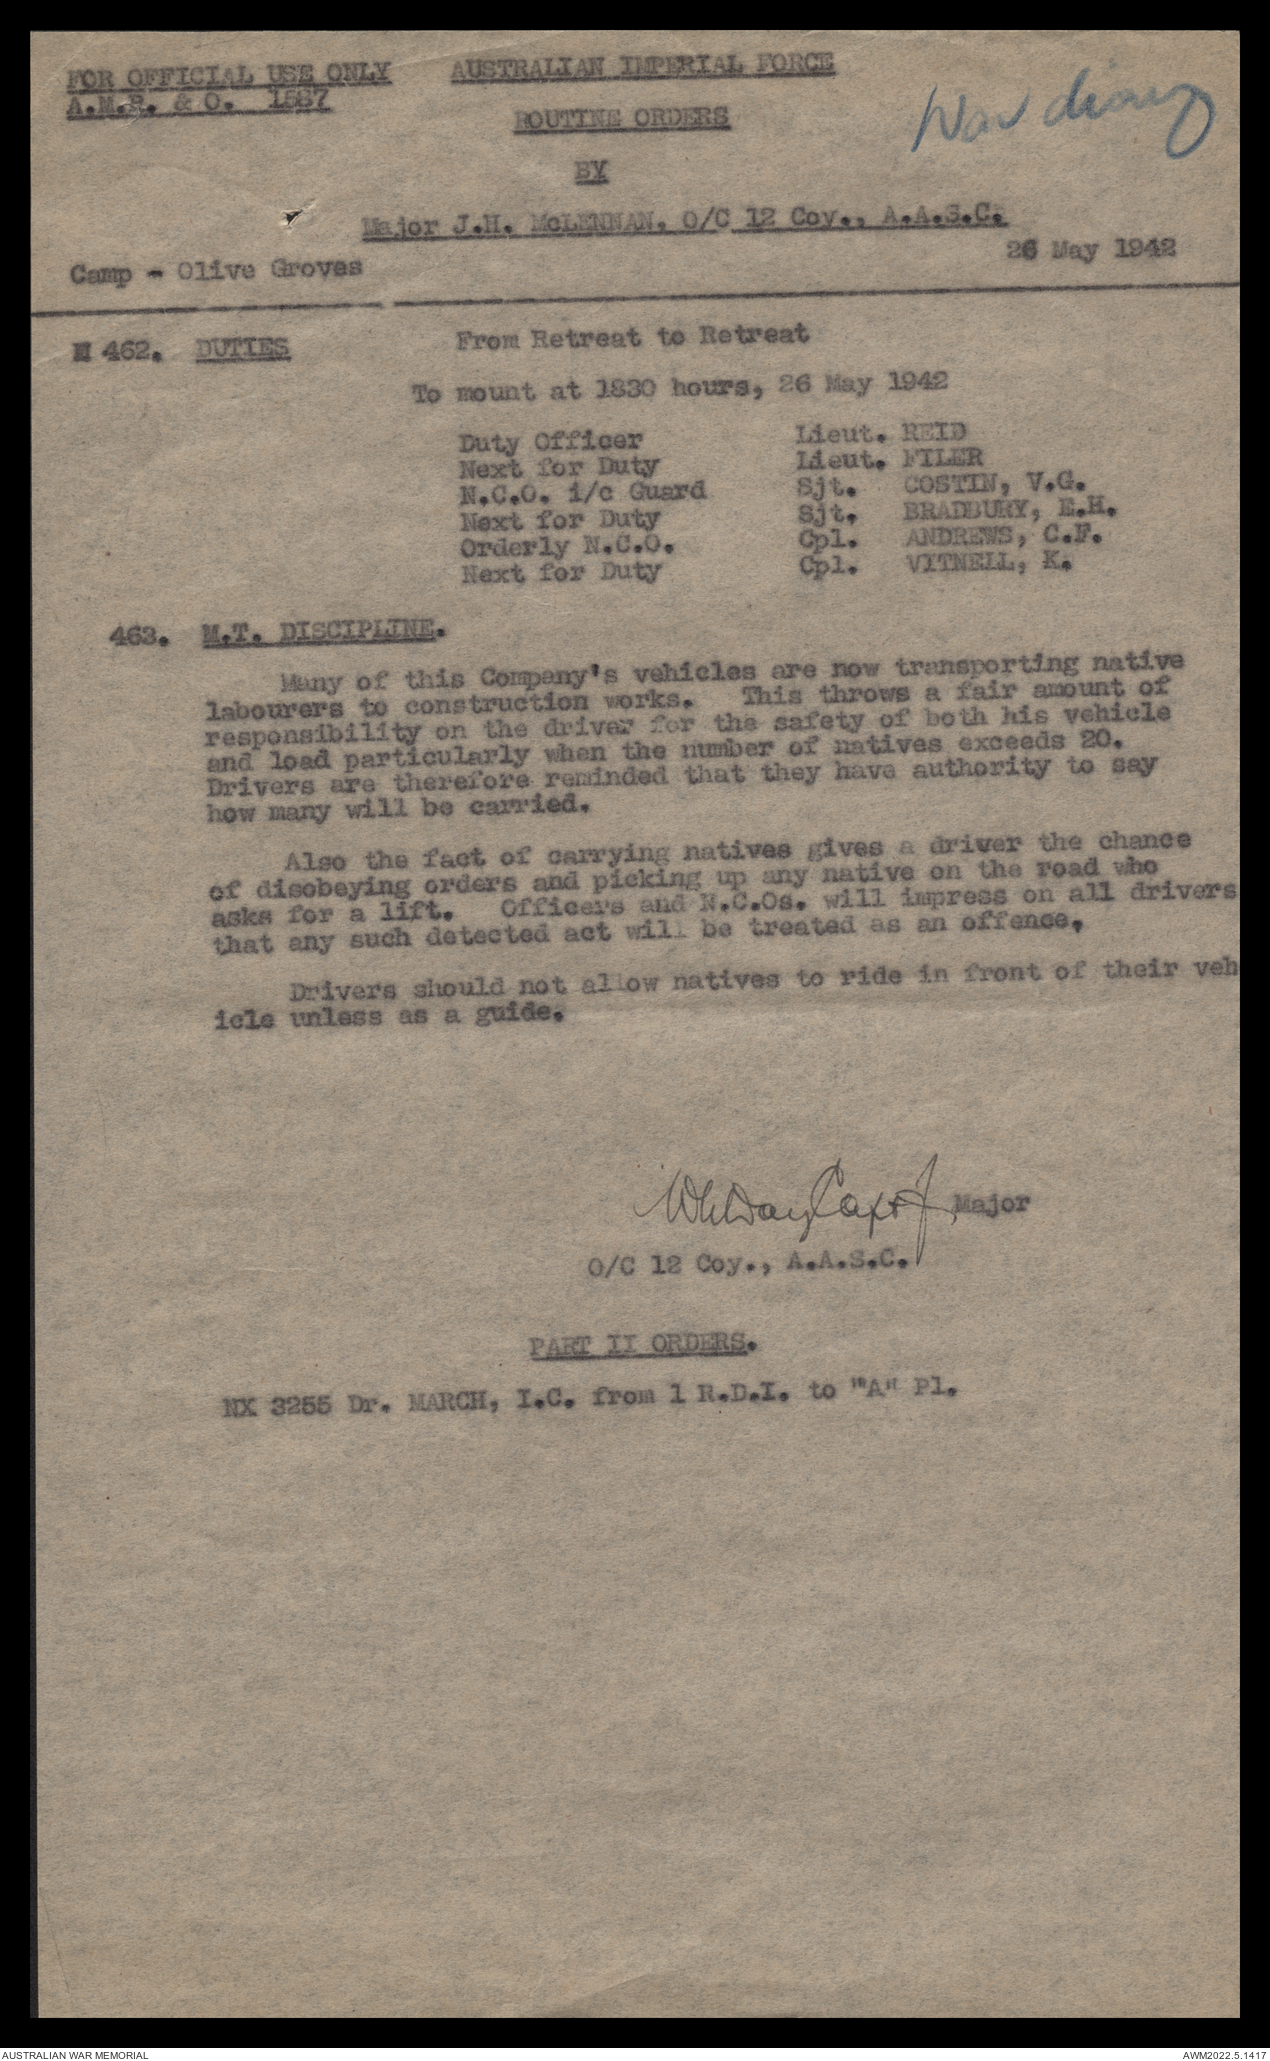 FOR OFFICIAL USE ONLY AUSTRALIAN IMPERIAL FORCE
A.M.R. & O. 1587
War diary
ROUTINE ORDERS
BY
Major J.H. McLENNAN, O/C 12 Coy., A.A.S.C.
26 May 1942
Camp - Olive Groves
462. DUTIES From Retreat to Retreat
To mount at 1830 hours, 26 May 1942
Duty Officer Lieut. REID
Next for Duty Lieut. FILER
N.C.O. i/c Guard Sjt. COSTIN, V.G.
Next for Duty Sjt. BRADBURY, E.H.
Orderly N.C.O. Cpl. ANDREWS, C.F.
Next for Duty Cpl. VITNELL, K.
463. M.T. DISCIPLINE.
Many of this Company's vehicles are now transporting native
labourers to construction works. This throws a fair amount of
responsibility on the driver for the safety of both his vehicle
and load particularly when the number of natives exceeds 20.
Drivers are therefore reminded that they have authority to say
how many will be carried.
Also the fact of carrying natives gives a driver the chance
of disobeying orders and picking up any native on the road who
asks for a lift. Officers and N.C.Os. will impress on all drivers
that any such detected act will be treated as an offence,
Drivers should not allow natives to ride in front of their veh
icle unless as a guide.
Capt f Major
O/C 12 Coy., A.A.S.C.
PART II ORDERS.
NX 3255 Dr. MARCH, I.C. from 1 R.D.I. to "A" Pl.
AUSTRALIAN WAR MEMORIAL AWM2022.5.1417